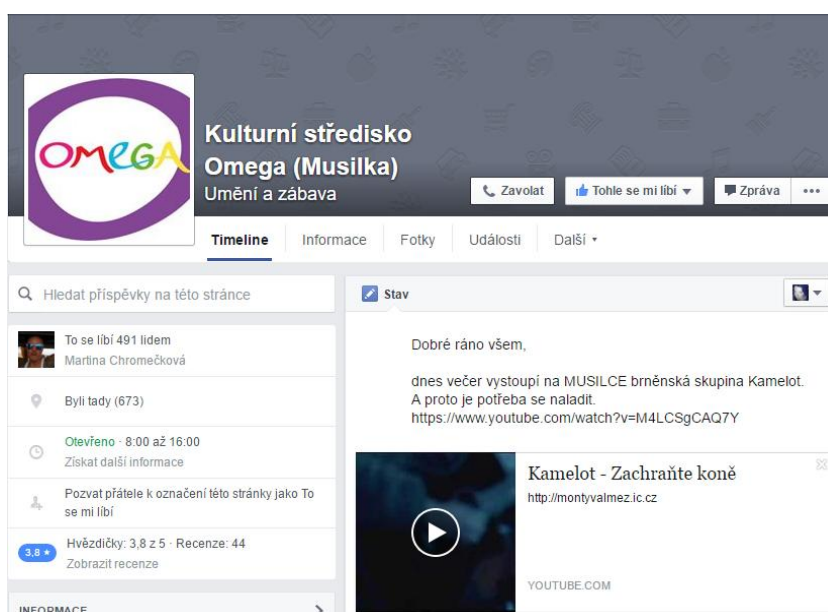 OMEGA
Kulturní středisko
Omega (Musilka)
Umění a zábava
Zavolat
Tohle se mi líbí
Zpráva
Timeline
Informace
Fotky
Události
Další
Hledat příspěvky na této stránce
To se líbí 491 lidem
Martina Chromečková
Byli tady (673)
Otevřeno · 8:00 až 16:00
Získat další informace
Pozvat přátele k označení této stránky jako To
se mi líbí
3,8 ★
Hvězdičky: 3,8 z 5 · Recenze: 44
Zobrazit recenze
INFORMACE
Stav
Dobré ráno všem,
dnes večer vystoupí na MUSILCE brněnská skupina Kamelot.
A proto je potřeba se naladit.
https://www.youtube.com/watch?v=M4LCSgCAQ7Y
Kamelot - Zachraňte koně
http://montyvalmez.ic.cz
YOUTUBE.COM